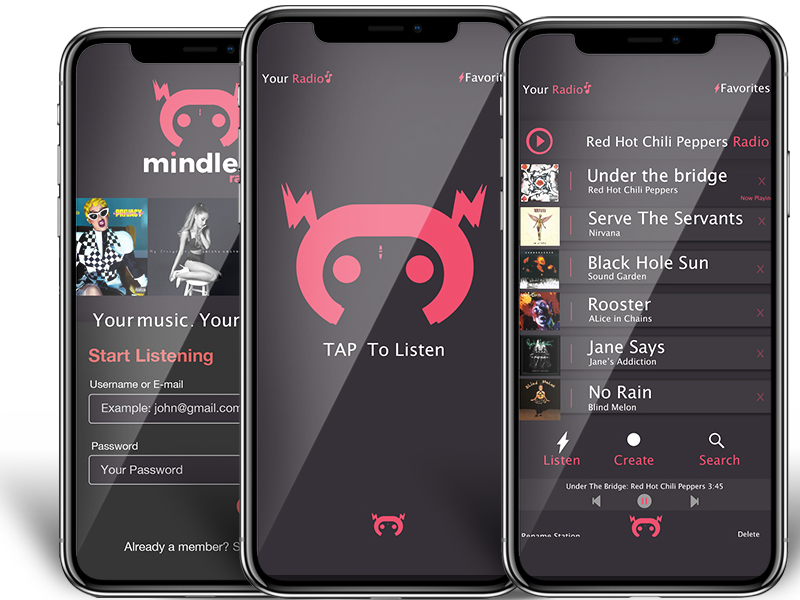 mindle
ra
PRIVACY
Your music. Your
Start Listening
Username or E-mail
Example: john@gmail.com
Password
Your Password
Already a member? S
Your Radio
Favorit
TAP To Listen
Your Radio
Favorites
Red Hot Chili Peppers Radio
Under the bridge
Red Hot Chili Peppers
X
Now Playin
Serve The Servants
Nirvana
X
Black Hole Sun
Sound Garden
X
Rooster
ALice in Chains
X
Jane Says
Jane's Addiction
X
No Rain
Blind Melon
X
Listen
Create
Search
Under The Bridge: Red Hot Chili Peppers 3:45
Rename Station
Delete